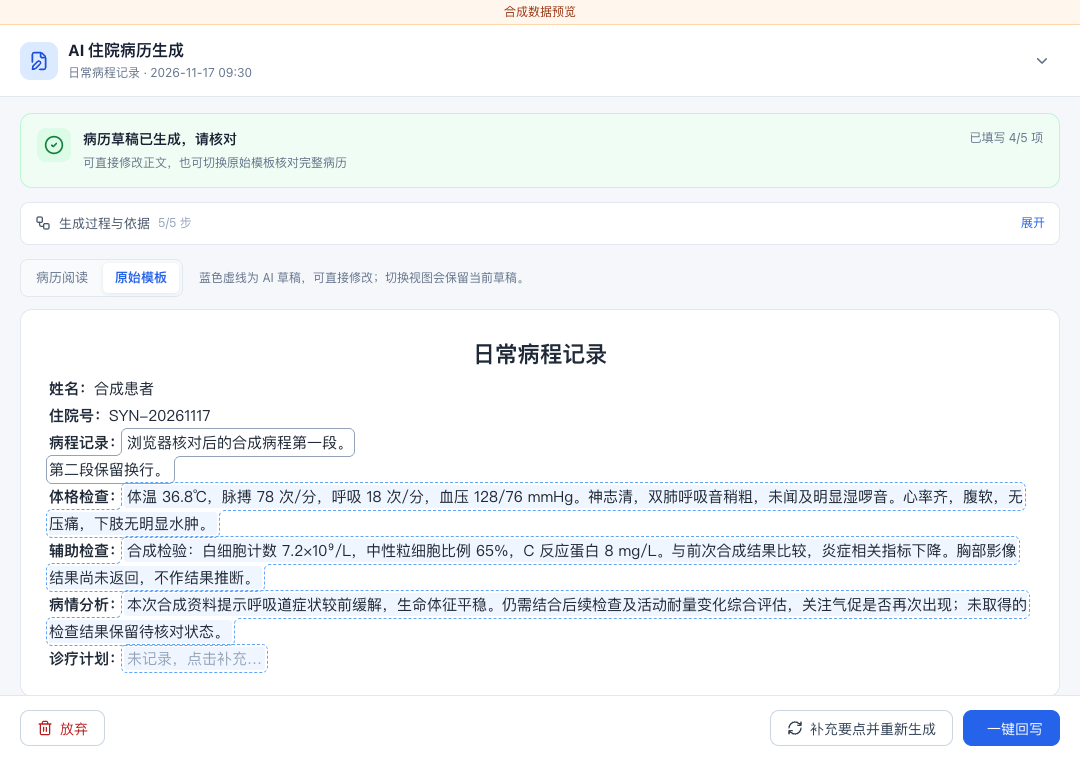 合成数据预览
AI 住院病历生成
日常病程记录 · 2026-11-17 09:30
病历草稿已生成，请核对
已填写 4/5 项
可直接修改正文，也可切换原始模板核对完整病历
生成过程与依据 5/5 步
展开
病历阅读 原始模板 蓝色虚线为 AI 草稿，可直接修改；切换视图会保留当前草稿。
日常病程记录
姓名：合成患者
住院号：SYN-20261117
病程记录：浏览器核对后的合成病程第一段。
第二段保留换行。
体格检查：体温 36.8℃，脉搏 78 次/分，呼吸 18 次/分，血压 128/76 mmHg。神志清，双肺呼吸音稍粗，未闻及明显湿啰音。心率齐，腹软，无
压痛，下肢无明显水肿。
辅助检查：合成检验：白细胞计数 7.2×10⁹/L，中性粒细胞比例 65%，C 反应蛋白 8 mg/L。与前次合成结果比较，炎症相关指标下降。胸部影像
结果尚未返回，不作结果推断。
病情分析：本次合成资料提示呼吸道症状较前缓解，生命体征平稳。仍需结合后续检查及活动耐量变化综合评估，关注气促是否再次出现；未取得的
检查结果保留待核对状态。
诊疗计划：未记录，点击补充…
放弃
补充要点并重新生成
一键回写